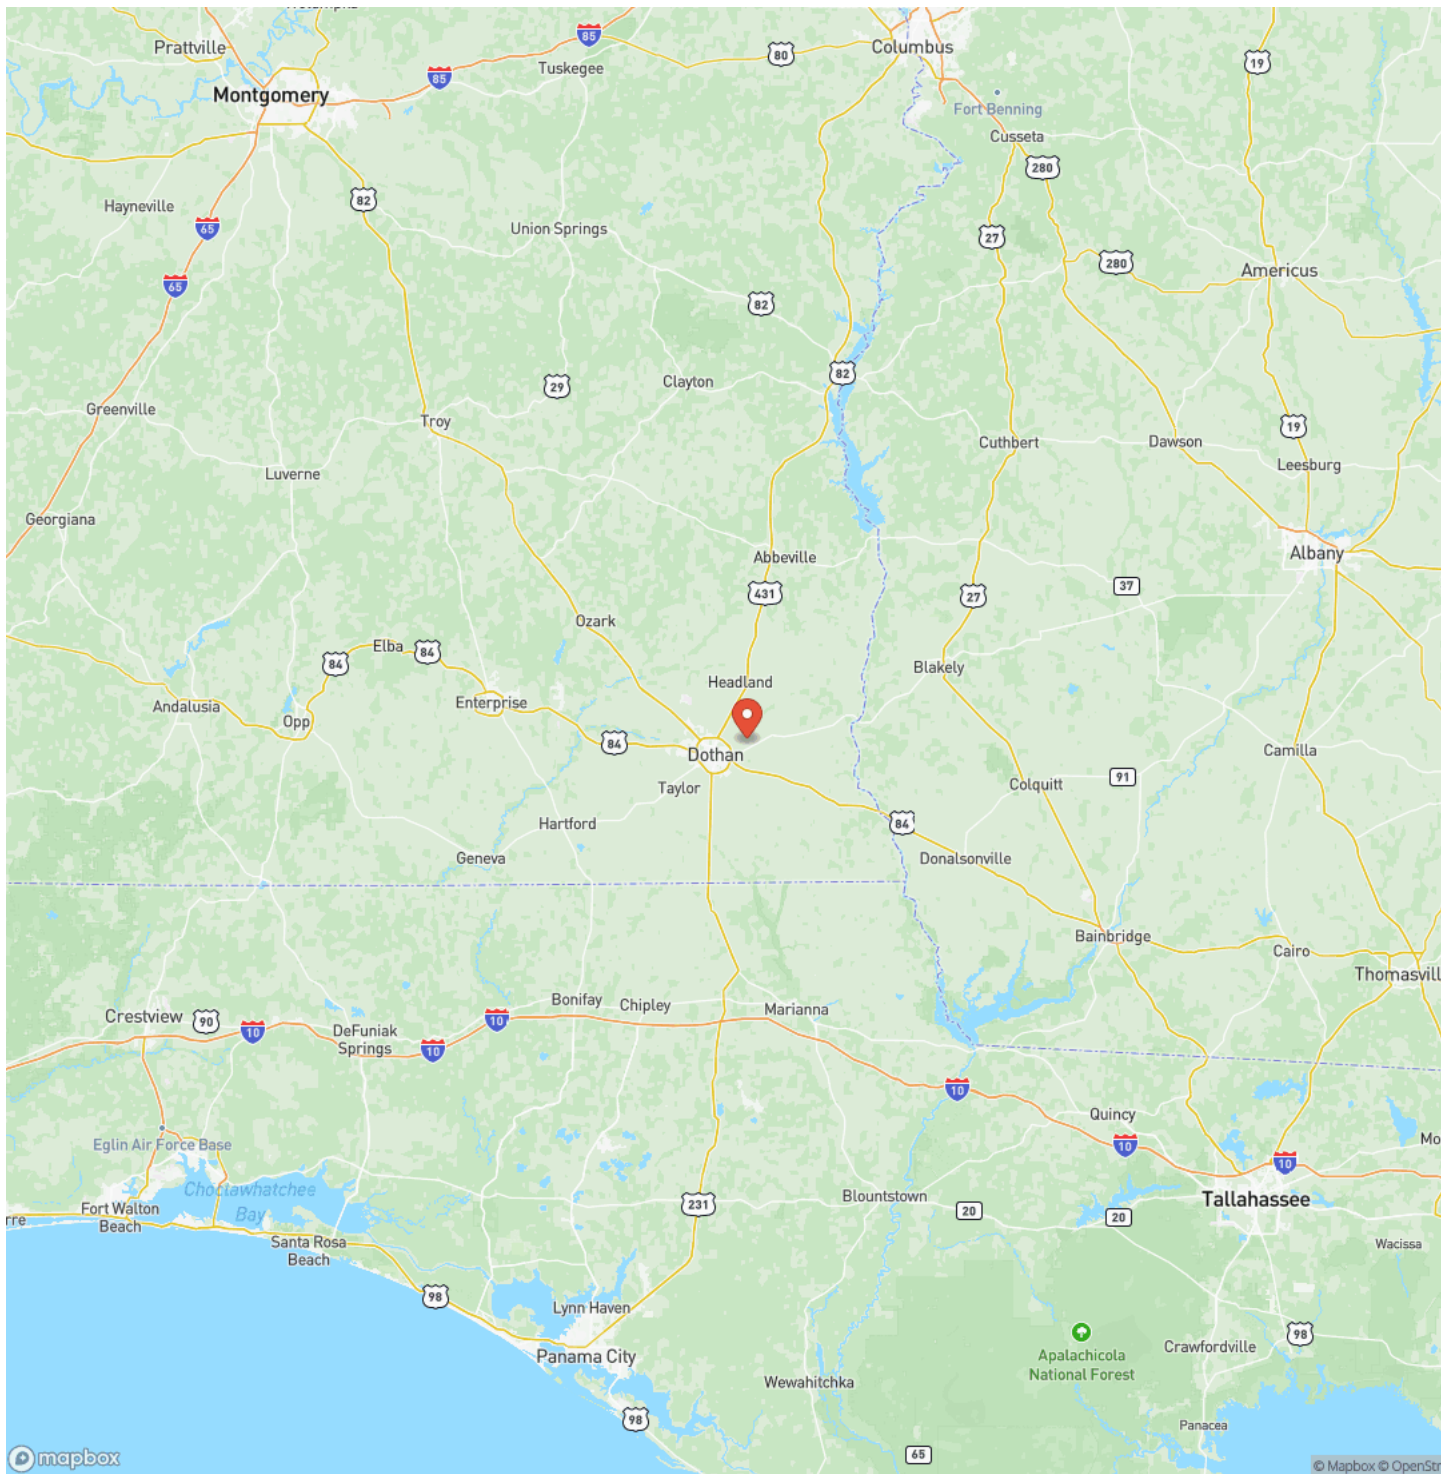 Prattville
85
Columbus
80
19
Tuskegee
85
Montgomery
Fort Benning
Cusseta
280
82
Hayneville
65
Union Springs
27
280
Americus
65
82
82
Clayton
29
Greenville
Troy
19
Cuthbert
Dawson
Leesburg
Luverne
Georgiana
Albany
Abbeville
37
431
27
Ozark
Elba
84
84
Blakely
Headland
Enterprise
Andalusia
Opp
84
Dothan
Camilla
91
Colquitt
Taylor
Hartford
84
Geneva
Donalsonville
Bainbridge
Cairo
Thomasvill
Bonifay
Chipley
Marianna
Crestview
90
10
10
DeFuniak
Springs
10
10
Quincy
Eglin Air Force Base
10
Mo
10
Choctawhatchee
Bay
Blountstown
Tallahassee
231
20
20
rre
Fort Walton
Beach
Santa Rosa
Beach
Wacissa
98
Lynn Haven
98
Panama City
Apalachicola
National Forest
Crawfordville
Wewahitchka
98
Panacea
65
mapbox
© Mapbox © OpenStr